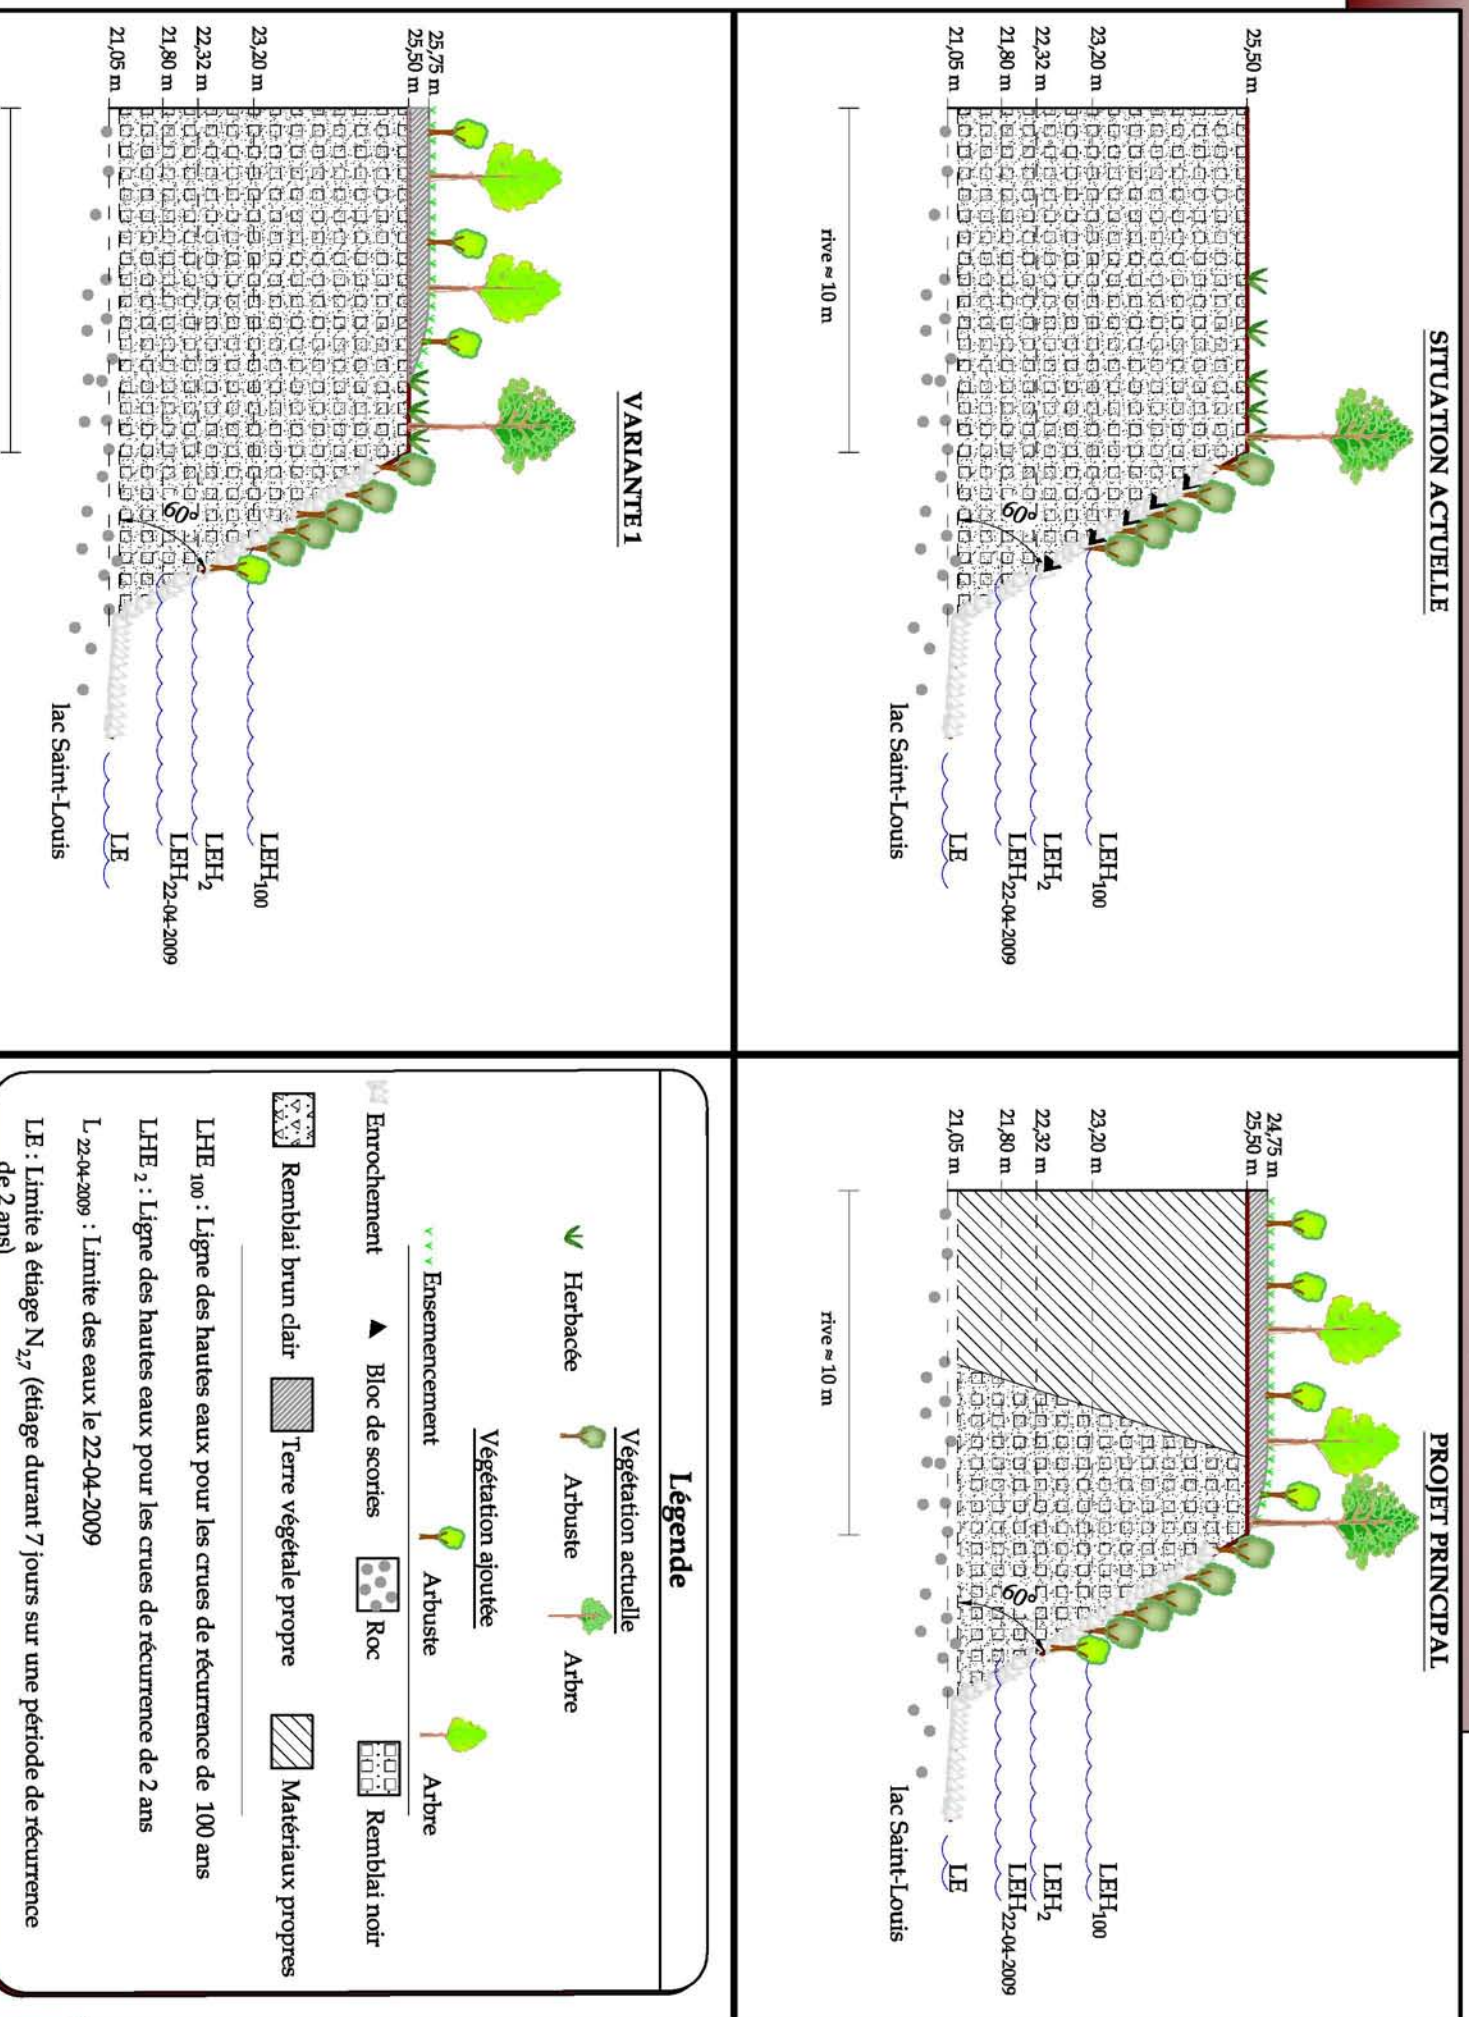 SITUATION ACTUELLE
25,50 m
23,20 m
22,32 m
21,80 m
21,05 m
60°
LEH100
LEH2
LEH22-04-2009
LE
rive ≈ 10 m
lac Saint-Louis
PROJET PRINCIPAL
24,75 m
25,50 m
23,20 m
22,32 m
21,80 m
21,05 m
60°
LEH100
LEH2
LEH22-04-2009
LE
rive ≈ 10 m
lac Saint-Louis
VARIANTE 1
25,75 m
25,50 m
23,20 m
22,32 m
21,80 m
21,05 m
60°
LEH100
LEH2
LEH22-04-2009
LE
lac Saint-Louis
Légende
Végétation actuelle
Herbacée Arbuste Arbre
Végétation ajoutée
Ensemencement Arbuste Arbre
Enrochement Bloc de scories Roc Remblai noir
Remblai brun clair Terre végétale propre Matériaux propres
LHE 100 : Ligne des hautes eaux pour les crues de récurrence de 100 ans
LHE 2 : Ligne des hautes eaux pour les crues de récurrence de 2 ans
L 22-04-2009 : Limite des eaux le 22-04-2009
LE : Limite à étiage N2,7 (étiage durant 7 jours sur une période de récurrence
de 2 ans)